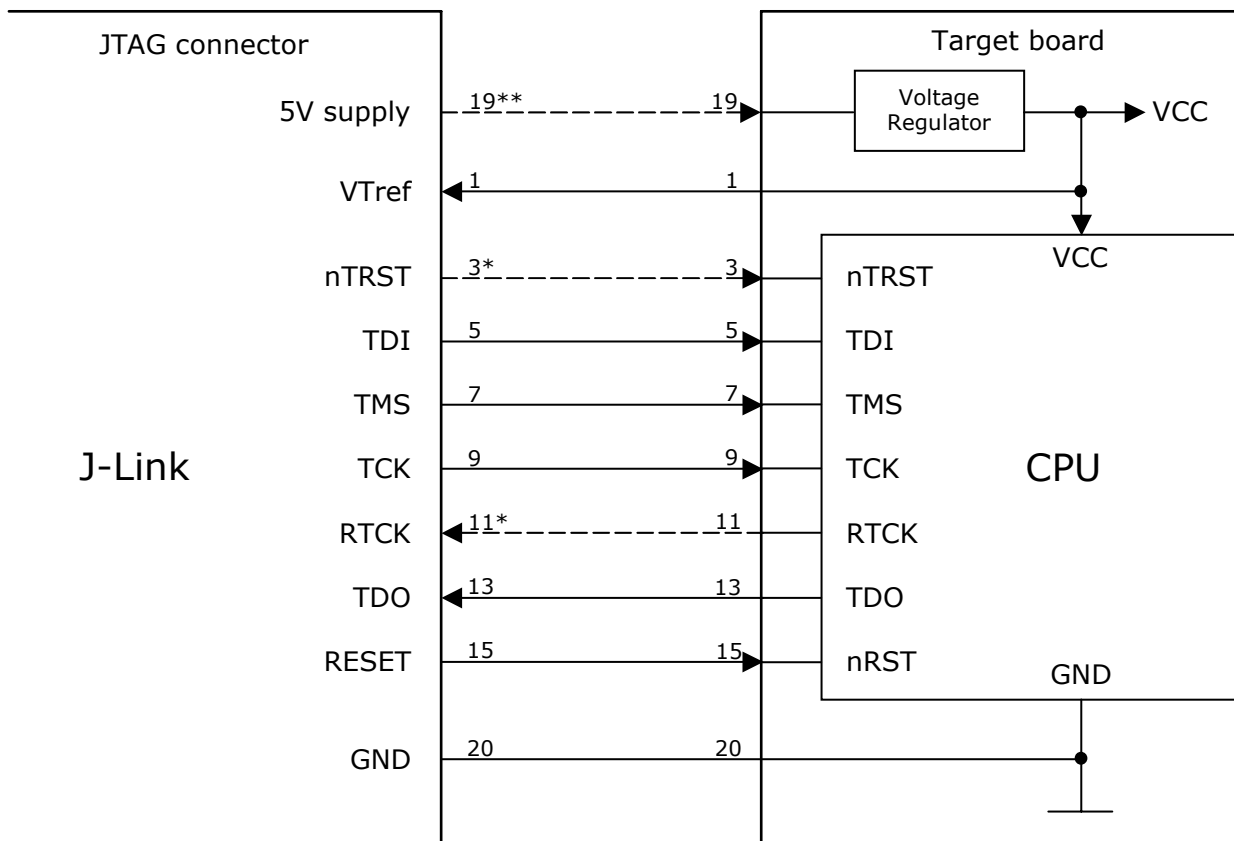 JTAG connector
Target board
5V supply 19** 19 Voltage Regulator VCC
VTref 1 1
VCC
nTRST 3* 3 nTRST
TDI 5 5 TDI
TMS 7 7 TMS
J-Link TCK 9 9 TCK CPU
RTCK 11* 11 RTCK
TDO 13 13 TDO
RESET 15 15 nRST
GND
GND 20 20